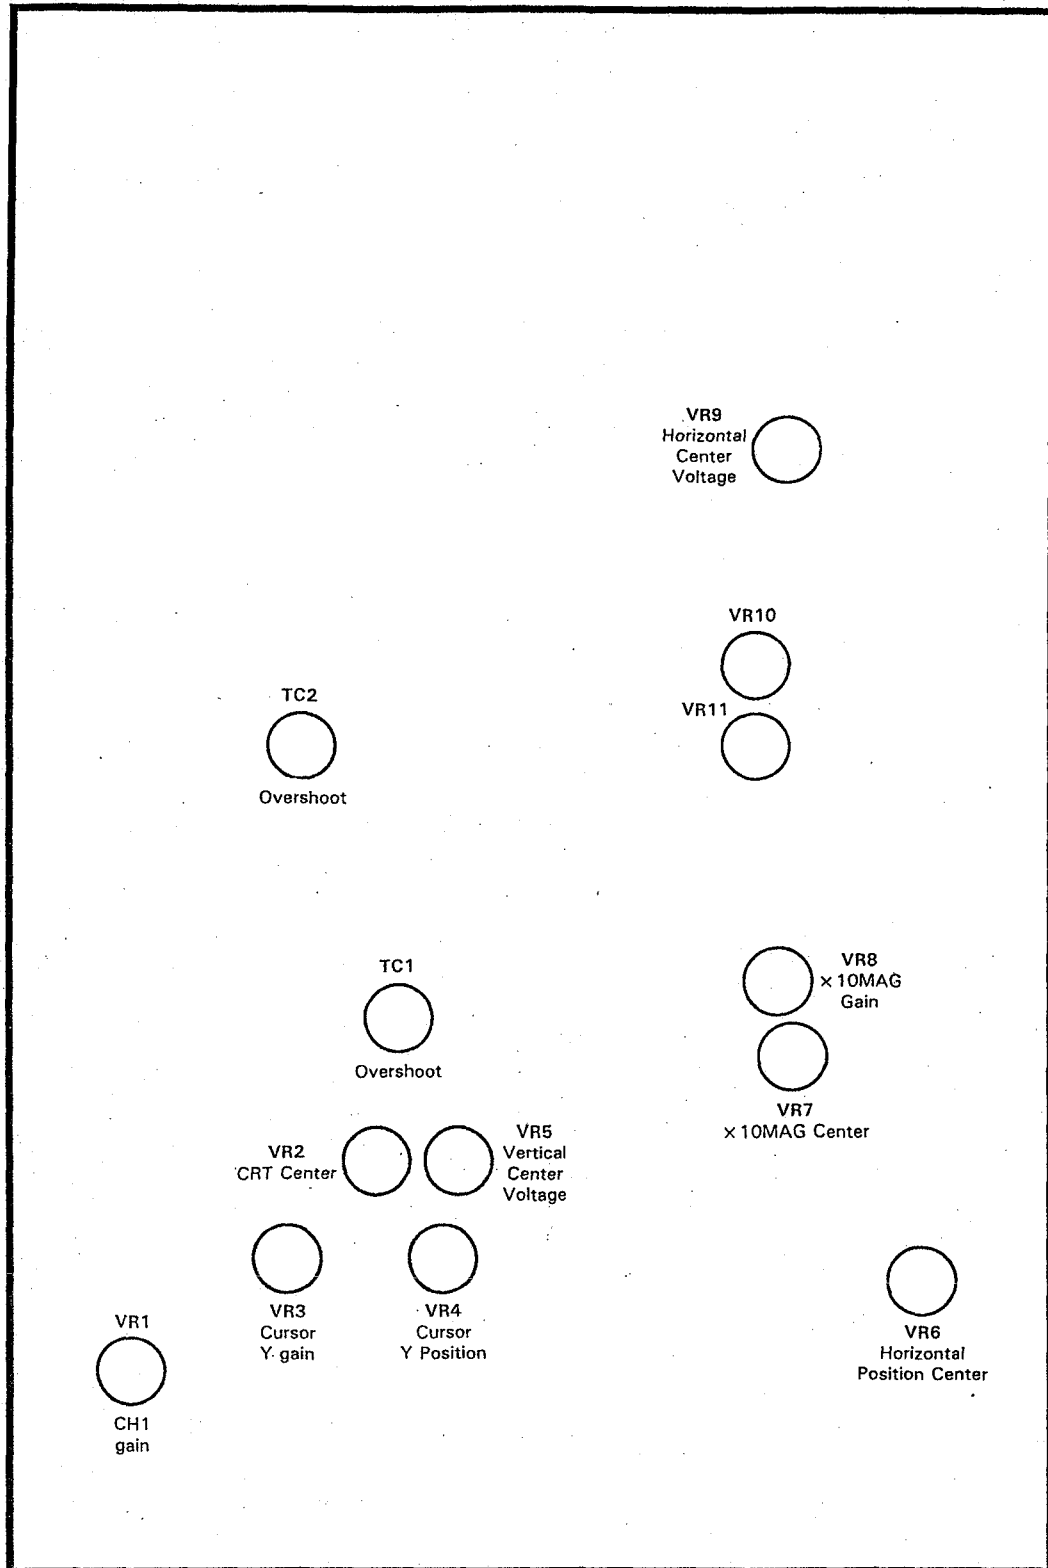 VR9
Horizontal
Center
Voltage
VR10
VR11
TC2
Overshoot
TC1
Overshoot
VR8
×10MAG
Gain
VR7
×10MAG Center
VR2
CRT Center
VR5
Vertical
Center
Voltage
VR3
Cursor
Y gain
VR4
Cursor
Y Position
VR6
Horizontal
Position Center
VR1
CH1
gain